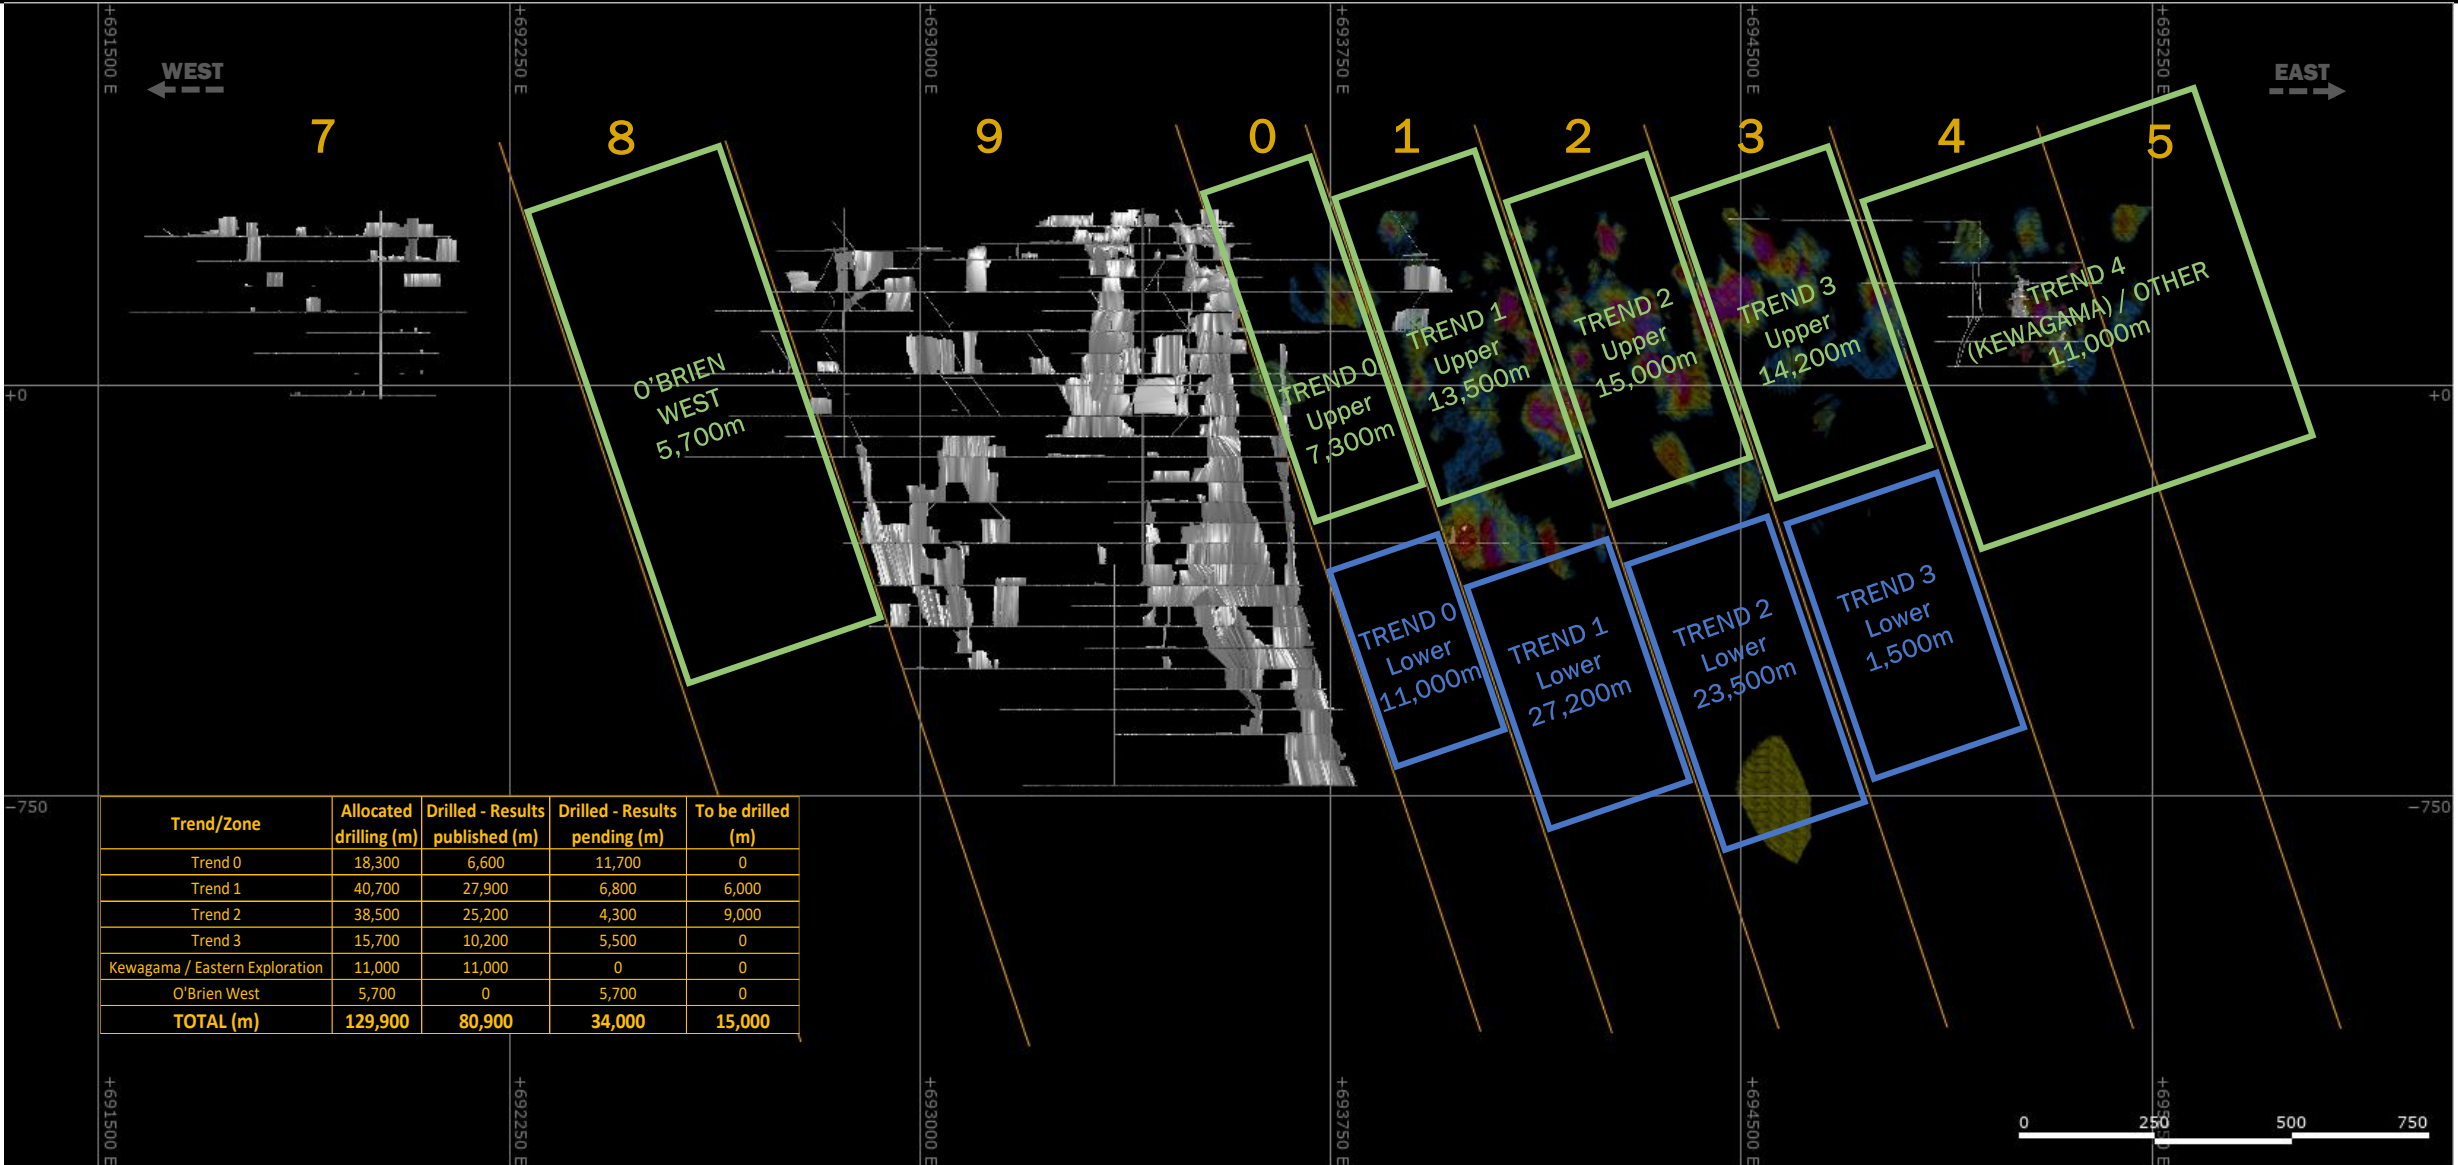 +691500 E
+692250 E
+693000 E
+693750 E
+694500 E
+695250 E
WEST
EAST
7
8
9
0
1
2
3
4
5
O'BRIEN
WEST
5,700m
TREND 0
Upper
7,300m
TREND 1
Upper
13,500m
TREND 2
Upper
15,000m
TREND 3
Upper
14,200m
TREND 4
(KEWAGAMA) / OTHER
11,000m
+0
+0
TREND 0
Lower
11,000m
TREND 1
Lower
27,200m
TREND 2
Lower
23,500m
TREND 3
Lower
1,500m
-750
-750
Trend/Zone Allocated drilling (m) Drilled - Results published (m) Drilled - Results pending (m) To be drilled (m)
Trend 0 18,300 6,600 11,700 0
Trend 1 40,700 27,900 6,800 6,000
Trend 2 38,500 25,200 4,300 9,000
Trend 3 15,700 10,200 5,500 0
Kewagama / Eastern Exploration 11,000 11,000 0 0
O'Brien West 5,700 0 5,700 0
TOTAL (m) 129,900 80,900 34,000 15,000
+691500 E
+692250 E
+693000 E
+693750 E
+694500 E
+695250 E
0 250 500 750